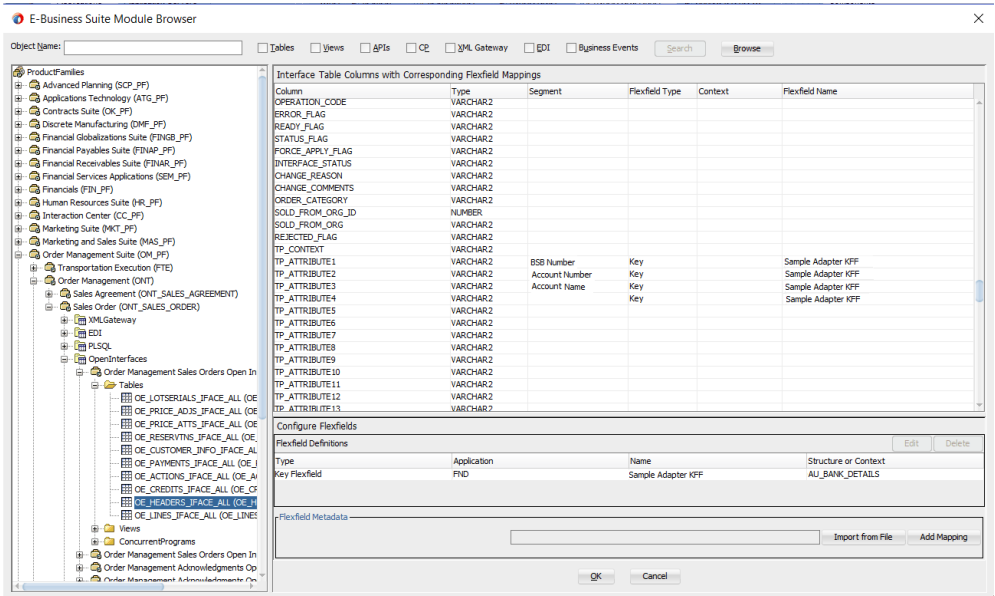 E-Business Suite Module Browser
Object Name: Tables Views APIs CP XML Gateway EDI Business Events Search Browse
ProductFamilies
Advanced Planning (SCP_PF)
Applications Technology (ATG_PF)
Contracts Suite (OK_PF)
Discrete Manufacturing (DMF_PF)
Financial Globalizations Suite (FINGB_PF)
Financial Payables Suite (FINAP_PF)
Financial Receivables Suite (FINAR_PF)
Financial Services Applications (SEM_PF)
Financials (FIN_PF)
Human Resources Suite (HR_PF)
Interaction Center (CC_PF)
Marketing Suite (MKT_PF)
Marketing and Sales Suite (MAS_PF)
Order Management Suite (OM_PF)
Transportation Execution (FTE)
Order Management (ONT)
Sales Agreement (ONT_SALES_AGREEMENT)
Sales Order (ONT_SALES_ORDER)
XMLGateway
EDI
PLSQL
OpenInterfaces
Order Management Sales Orders Open In
Tables
OE_LOTSERIALS_IFACE_ALL (OE
OE_PRICE_ADJS_IFACE_ALL (OE
OE_PRICE_ATTS_IFACE_ALL (OE
OE_RESERVTNS_IFACE_ALL (OE_
OE_CUSTOMER_INFO_IFACE_AL
OE_PAYMENTS_IFACE_ALL (OE_
OE_ACTIONS_IFACE_ALL (OE_A
OE_CREDITS_IFACE_ALL (OE_CR
OE_HEADERS_IFACE_ALL (OE_H
OE_LINES_IFACE_ALL (OE_LINES
Views
ConcurrentPrograms
Order Management Sales Orders Open In
Order Management Acknowledgments Op
Order Management Acknowledgments Op
Interface Table Columns with Corresponding Flexfield Mappings
Column Type Segment Flexfield Type Context Flexfield Name
OPERATION_CODE VARCHAR2
ERROR_FLAG VARCHAR2
READY_FLAG VARCHAR2
STATUS_FLAG VARCHAR2
FORCE_APPLY_FLAG VARCHAR2
INTERFACE_STATUS VARCHAR2
CHANGE_REASON VARCHAR2
CHANGE_COMMENTS VARCHAR2
ORDER_CATEGORY VARCHAR2
SOLD_FROM_ORG_ID NUMBER
SOLD_FROM_ORG VARCHAR2
REJECTED_FLAG VARCHAR2
TP_CONTEXT VARCHAR2
TP_ATTRIBUTE1 VARCHAR2 BSB Number Key Sample Adapter KFF
TP_ATTRIBUTE2 VARCHAR2 Account Number Key Sample Adapter KFF
TP_ATTRIBUTE3 VARCHAR2 Account Name Key Sample Adapter KFF
TP_ATTRIBUTE4 VARCHAR2 Key Sample Adapter KFF
TP_ATTRIBUTE5 VARCHAR2
TP_ATTRIBUTE6 VARCHAR2
TP_ATTRIBUTE7 VARCHAR2
TP_ATTRIBUTE8 VARCHAR2
TP_ATTRIBUTE9 VARCHAR2
TP_ATTRIBUTE10 VARCHAR2
TP_ATTRIBUTE11 VARCHAR2
TP_ATTRIBUTE12 VARCHAR2
TP_ATTRIBUTE13 VARCHAR2
Configure Flexfields
Flexfield Definitions Edit Delete
Type Application Name Structure or Context
Key Flexfield FND Sample Adapter KFF AU_BANK_DETAILS
Flexfield Metadata
Import from File Add Mapping
OK Cancel